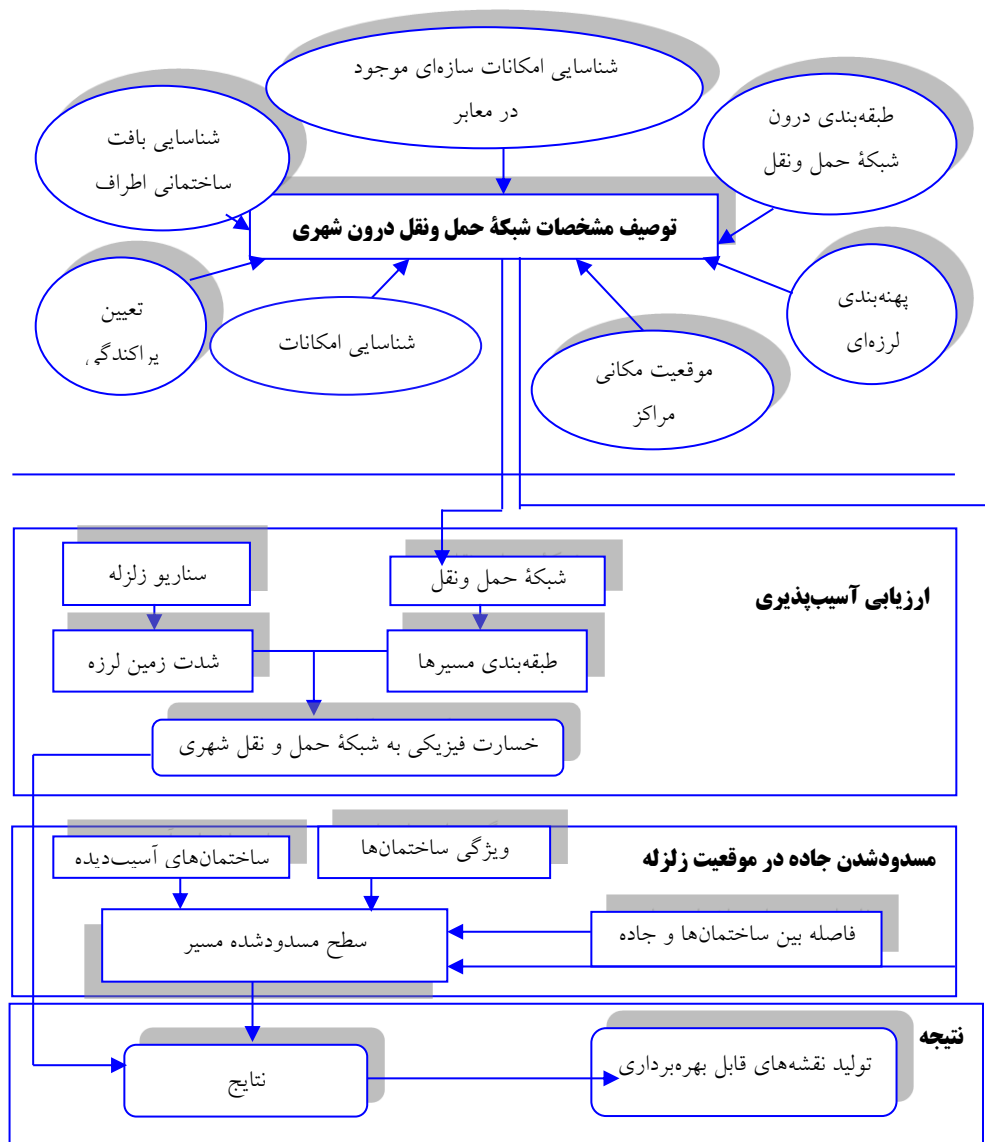 شناسایی امکانات سازه‌ای موجود
در معابر
طبقه‌بندی درون
شبکۀ حمل ونقل
شناسایی بافت
ساختمانی اطراف
توصیف مشخصات شبکۀ حمل ونقل درون شهری
پهنه‌بندی
لرزه‌ای
موقعیت مکانی
مراکز
شناسایی امکانات
تعیین
پراکندگی
ارزیابی آسیب‌پذیری
شبکۀ حمل ونقل
سناریو زلزله
طبقه‌بندی مسیرها
شدت زمین لرزه
خسارت فیزیکی به شبکۀ حمل و نقل شهری
مسدودشدن جاده در موقعیت زلزله
ویژگی ساختمان‌ها
ساختمان‌های آسیب‌دیده
فاصله بین ساختمان‌ها و جاده
سطح مسدودشده مسیر
نتیجه
تولید نقشه‌های قابل بهره‌برداری
نتایج